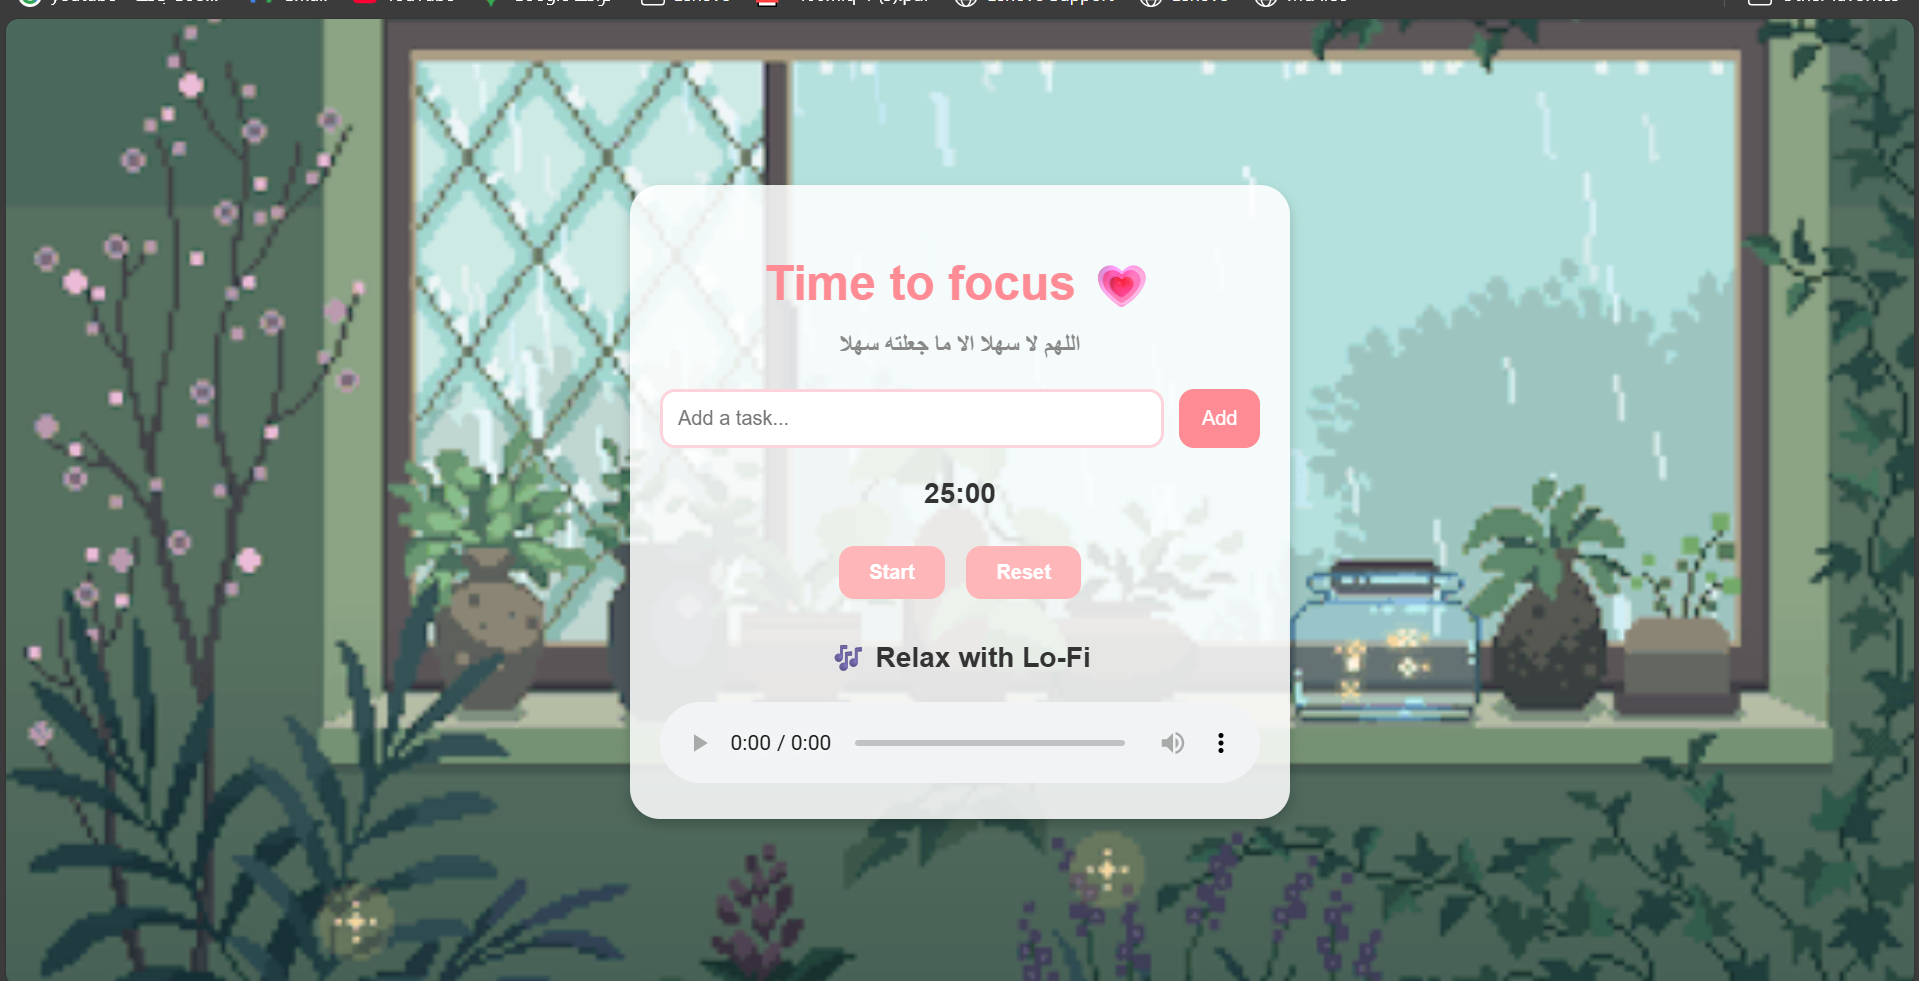 Time to focus 💗
اللهم لا سهلا الا ما جعلته سهلا
Add a task...
Add
25:00
Start
Reset
🎶 Relax with Lo-Fi
0:00 / 0:00